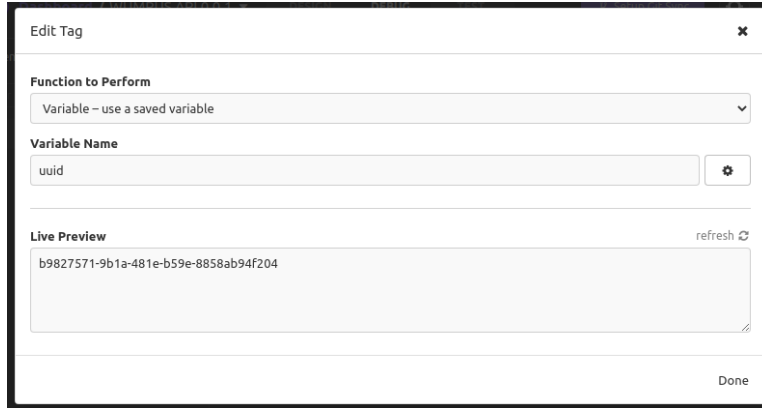 Edit Tag
Function to Perform
Variable – use a saved variable
Variable Name
uuid
Live Preview
refresh
b9827571-9b1a-481e-b59e-8858ab94f204
Done